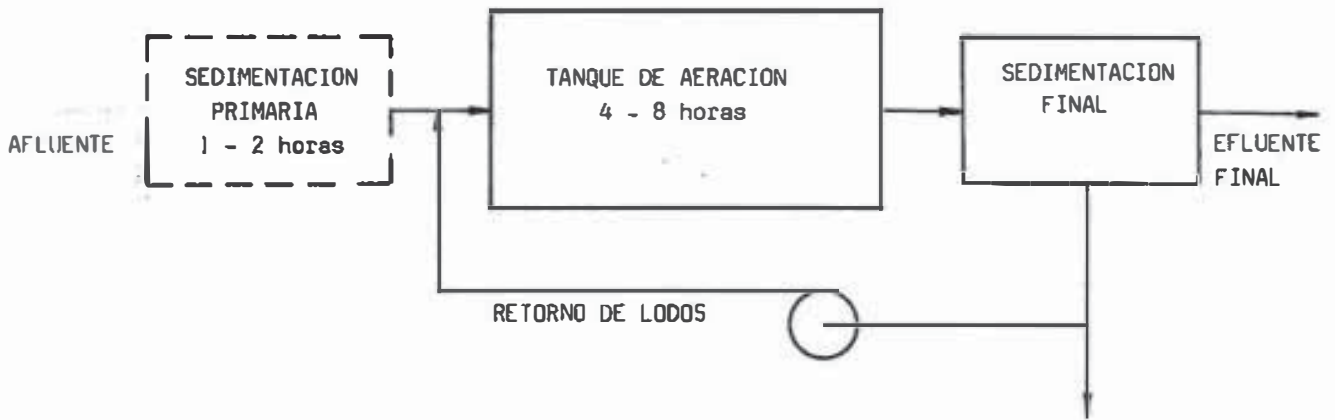 AFLUENTE
SEDIMENTACION
PRIMARIA
1 - 2 horas
TANQUE DE AERACION
4 - 8 horas
SEDIMENTACION
FINAL
EFLUENTE
FINAL
RETORNO DE LODOS